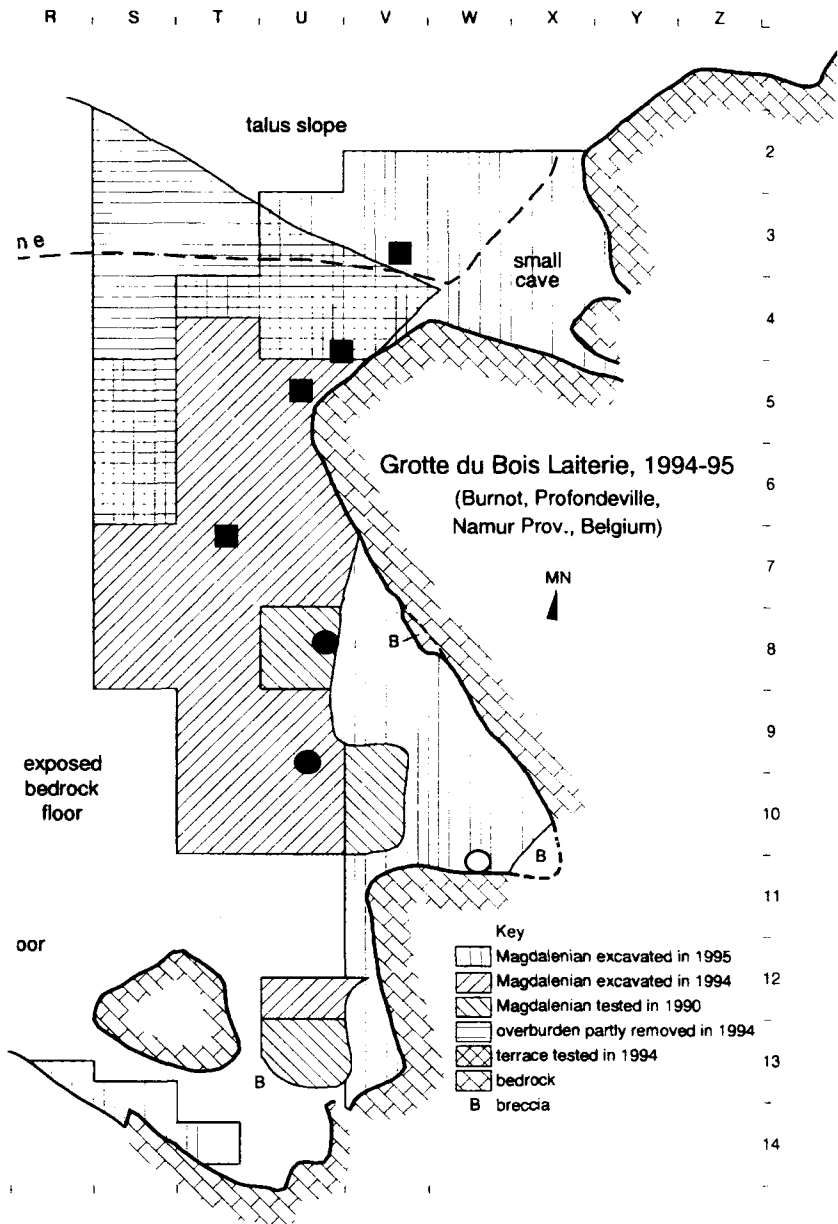 R S T U V W X Y Z
talus slope
2
ne
3
small
cave
4
5
Grotte du Bois Laiterie, 1994-95
(Burnot, Profondeville,
Namur Prov., Belgium)
6
7
MN
B
8
9
exposed
bedrock
floor
10
B
11
oor
Key
Magdalenian excavated in 1995
Magdalenian excavated in 1994
Magdalenian tested in 1990
overburden partly removed in 1994
terrace tested in 1994
bedrock
B breccia
12
13
B
14